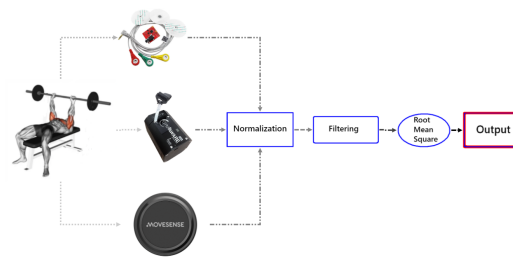 MOVESENSE
Normalization
Filtering
Root
Mean
Square
Output